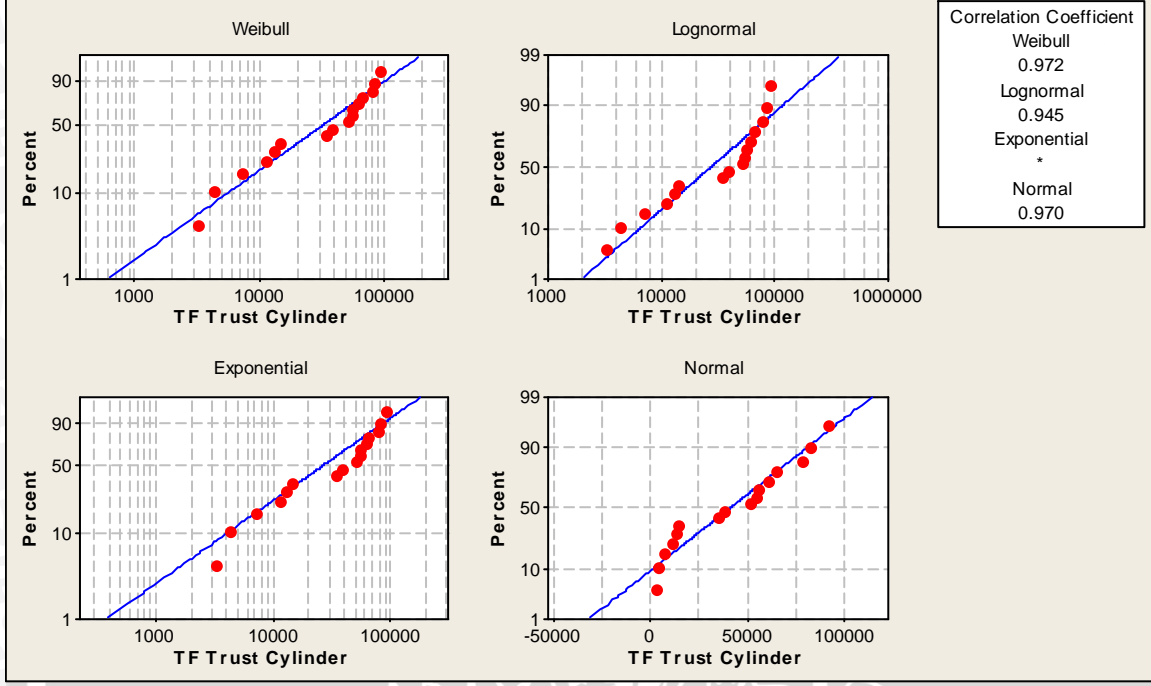 Weibull
90
50
10
1
Percent
1000 10000 100000
TF Trust Cylinder
Lognormal
99
90
50
10
1
Percent
1000 10000 100000 1000000
TF Trust Cylinder
Correlation Coefficient
Weibull
0.972
Lognormal
0.945
Exponential
*
Normal
0.970
Exponential
90
50
10
1
Percent
1000 10000 100000
TF Trust Cylinder
Normal
99
90
50
10
1
Percent
-50000 0 50000 100000
TF Trust Cylinder